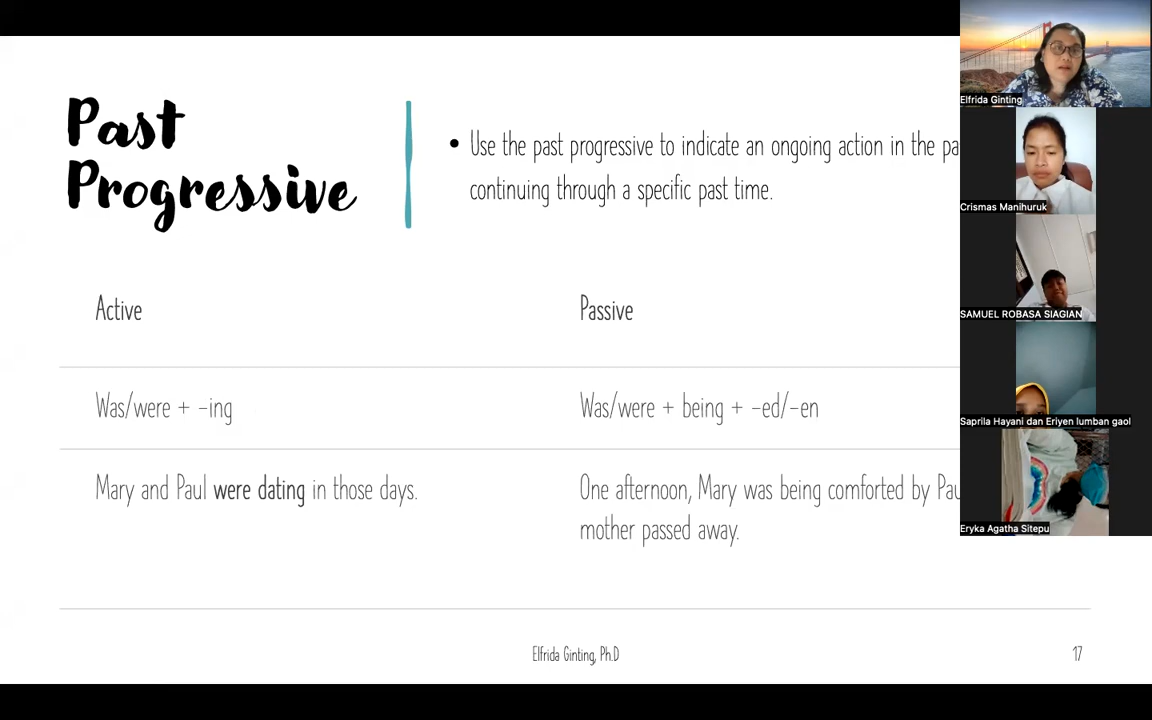 Past
Progressive
• Use the past progressive to indicate an ongoing action in the
continuing through a specific past time.
Active
Passive
Was/were + -ing
Was/were + being + -ed/-en
Mary and Paul were dating in those days.
One afternoon, Mary was being comforted by
mother passed away.
Elfrida Ginting, Ph.D
17
Elfrida Ginting
Crismas Manihuruk
SAMUEL ROBASA SIAGIAN
Saprila Hayani dan Eriyen lumban gaol
Eryka Agatha Sitepu